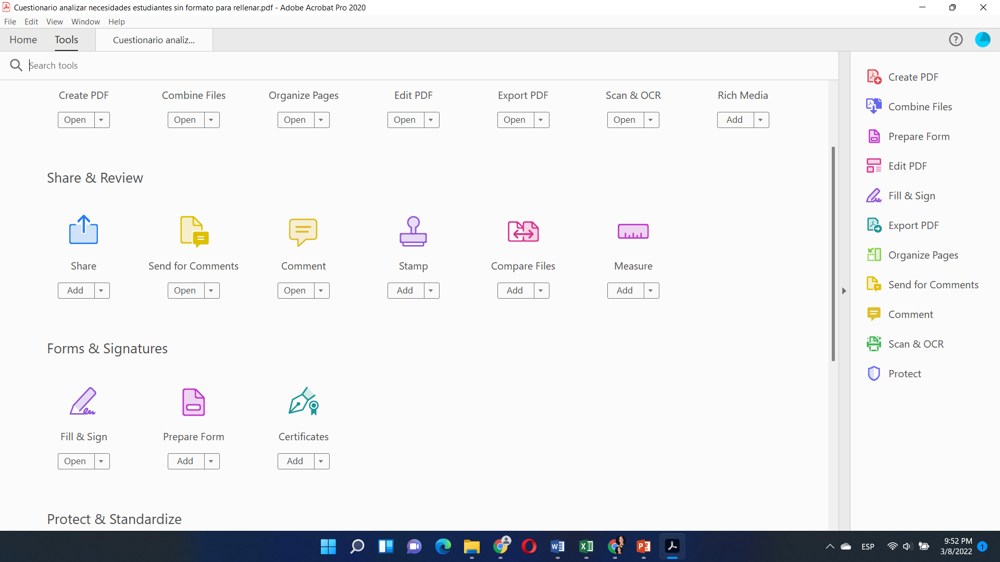 Cuestionario analizar necesidades estudiantes sin formato para rellenar.pdf - Adobe Acrobat Pro 2020
File Edit View Window Help
Home Tools Cuestionario analiz... ?
Search tools
Create PDF Combine Files Organize Pages Edit PDF Export PDF Scan & OCR Rich Media
Open Open Open Open Open Open Add
Share & Review
Share Send for Comments Comment Stamp Compare Files Measure
Add Open Open Add Add Add
Forms & Signatures
Fill & Sign Prepare Form Certificates
Open Add Add
Protect & Standardize
Create PDF
Combine Files
Prepare Form
Edit PDF
Fill & Sign
Export PDF
Organize Pages
Send for Comments
Comment
Scan & OCR
Protect
ESP
9:52 PM
3/8/2022
1